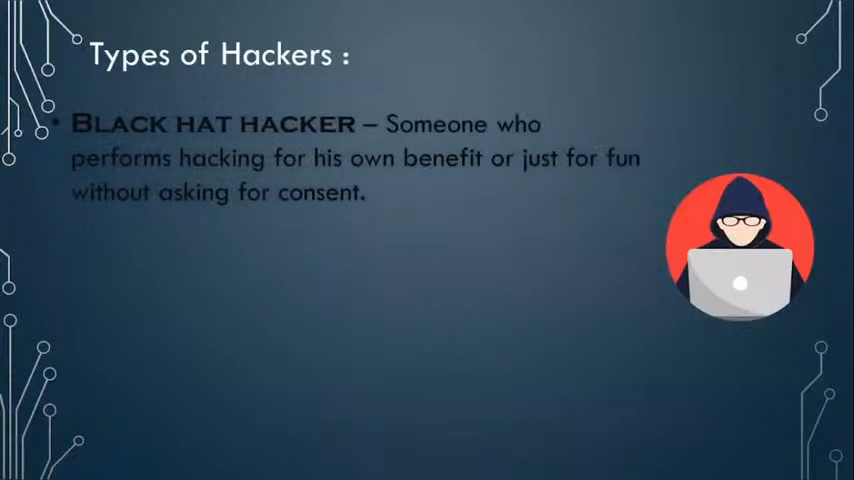 Types of Hackers :
• BLACK HAT HACKER – Someone who
performs hacking for his own benefit or just for fun
without asking for consent.